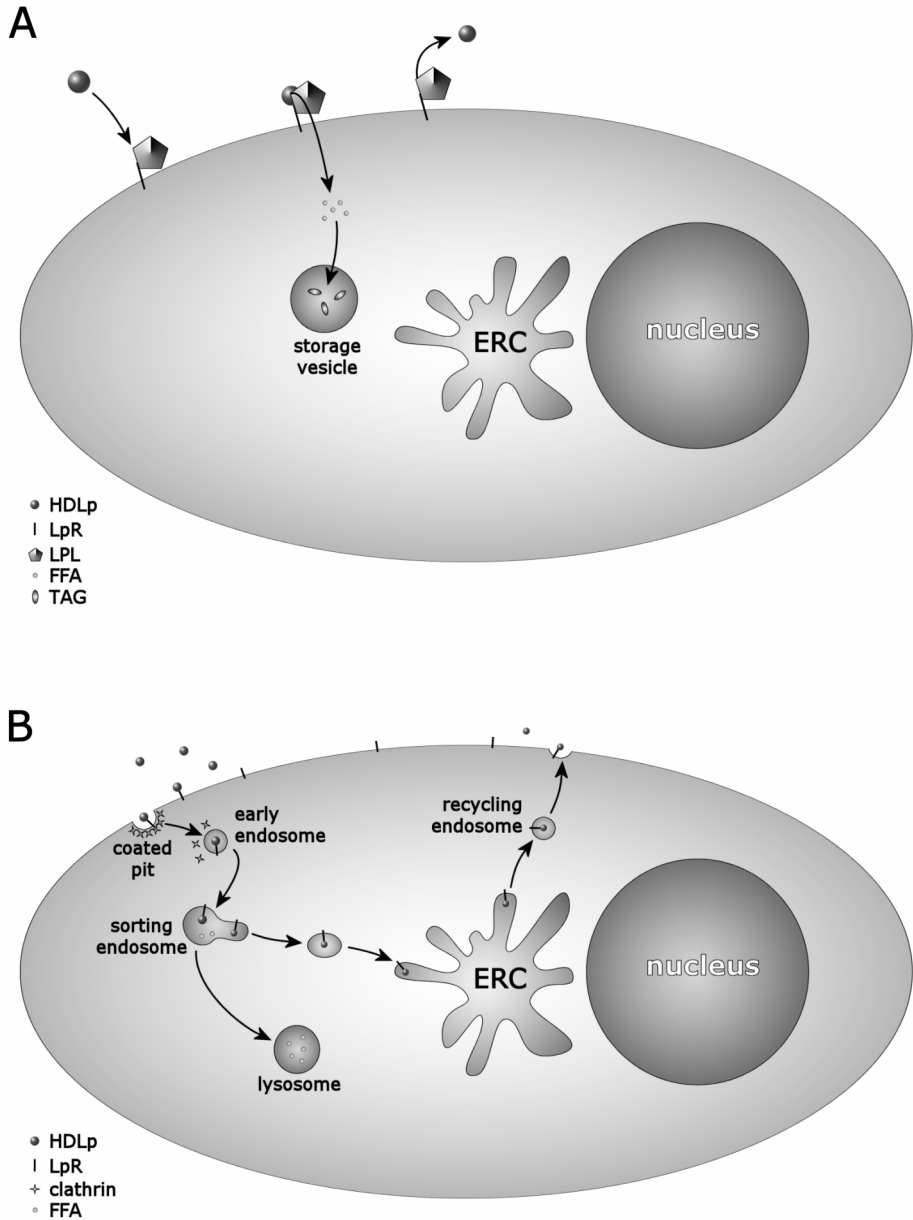 A
storage
vesicle
ERC
nucleus
HDLp
LpR
LPL
FFA
TAG
B
early
endosome
coated
pit
recycling
endosome
sorting
endosome
ERC
nucleus
lysosome
HDLp
LpR
clathrin
FFA